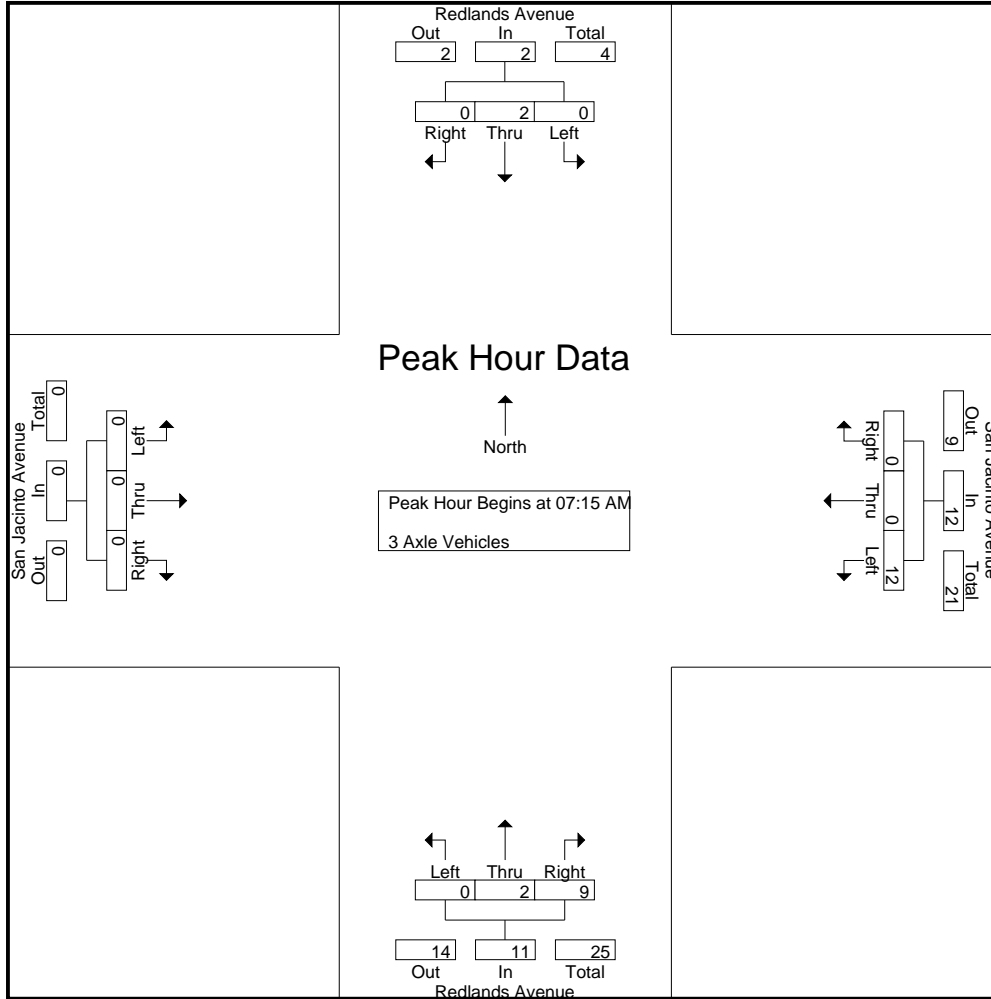 Redlands Avenue
Out In Total
2 2 4
0 2 0
Right Thru Left
Peak Hour Data
North
Peak Hour Begins at 07:15 AM
3 Axle Vehicles
San Jacinto Avenue
Total In Out
0 0 0
0 0 0
Left Thru Right
San Jacinto Avenue
Out In Total
9 12 21
0 0 12
Right Thru Left
Left Thru Right
0 2 9
14 11 25
Out In Total
Redlands Avenue